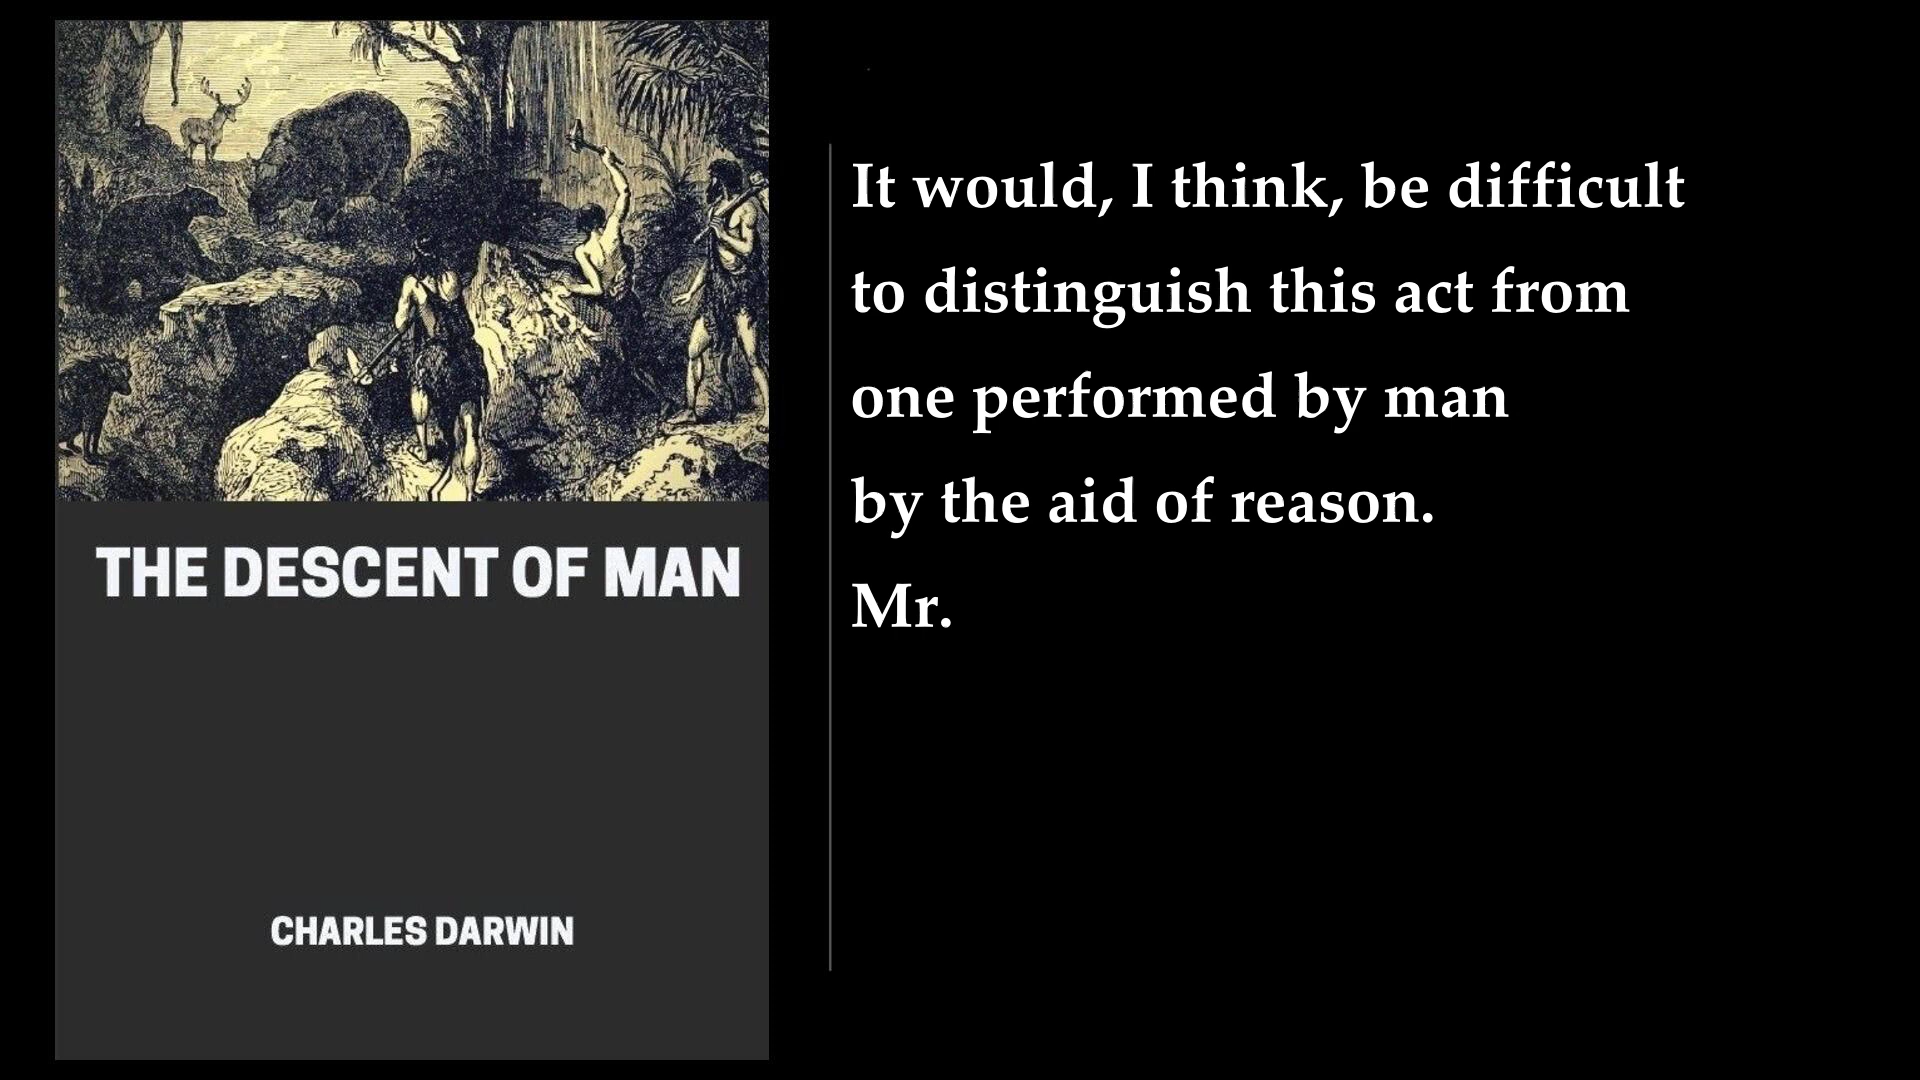 THE DESCENT OF MAN
CHARLES DARWIN
It would, I think, be difficult
to distinguish this act from
one performed by man
by the aid of reason.
Mr.